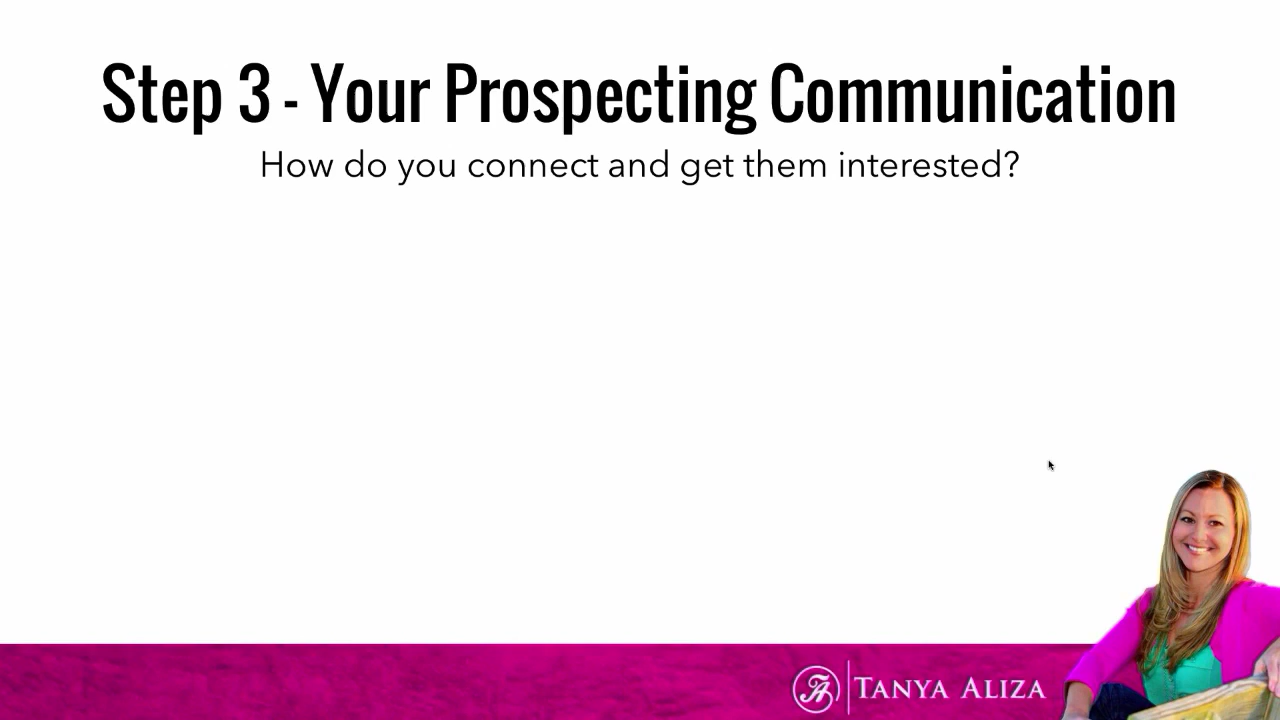 Step 3 - Your Prospecting Communication
How do you connect and get them interested?
TANYA ALIZA